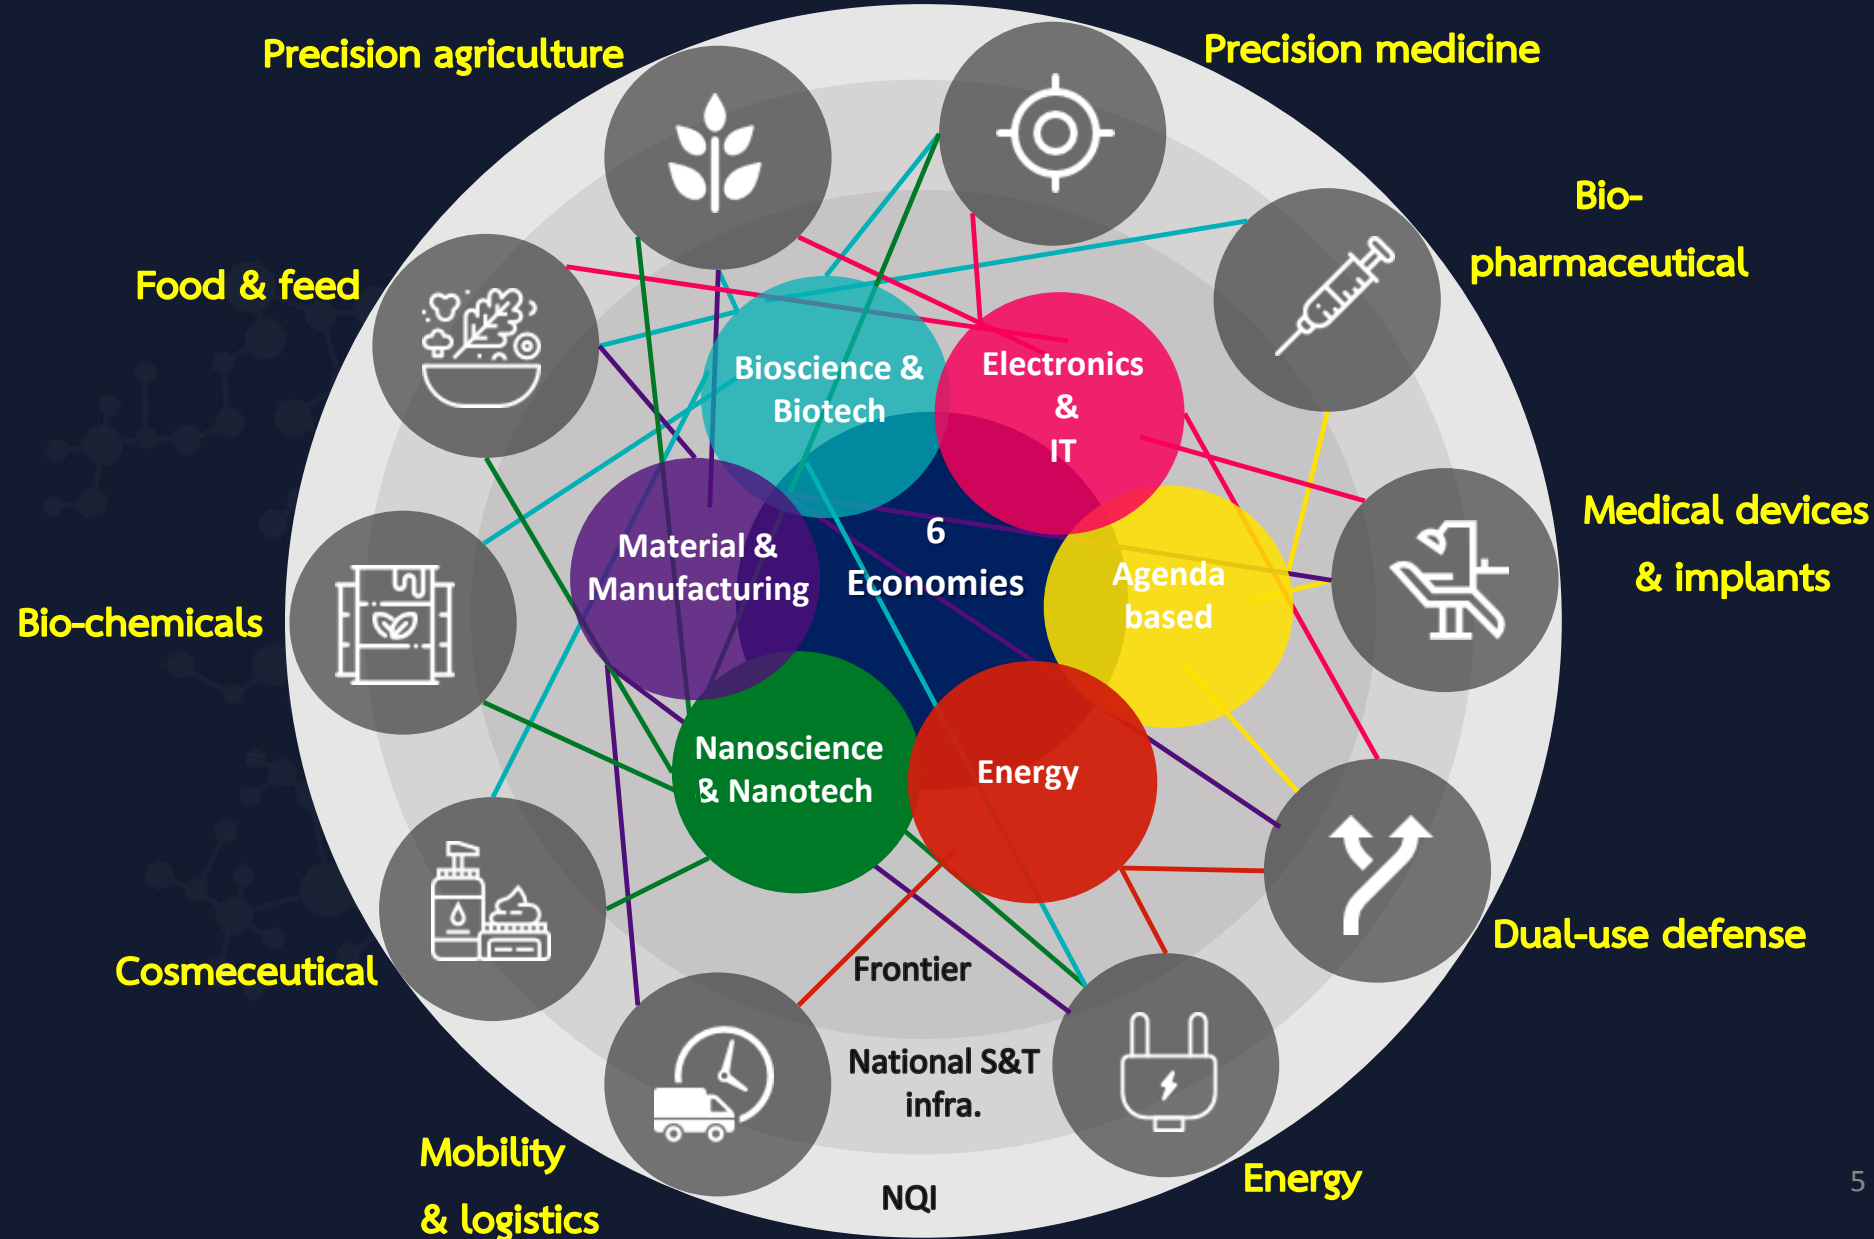 Precision agriculture
Precision medicine
Bio-
pharmaceutical
Food & feed
Bioscience &
Biotech
Electronics
&
IT
Medical devices
& implants
6
Economies
Material &
Manufacturing
Agenda
based
Bio-chemicals
Nanoscience
& Nanotech
Energy
Dual-use defense
Cosmeceutical
Frontier
National S&T
infra.
Mobility
& logistics
Energy
NQI
5